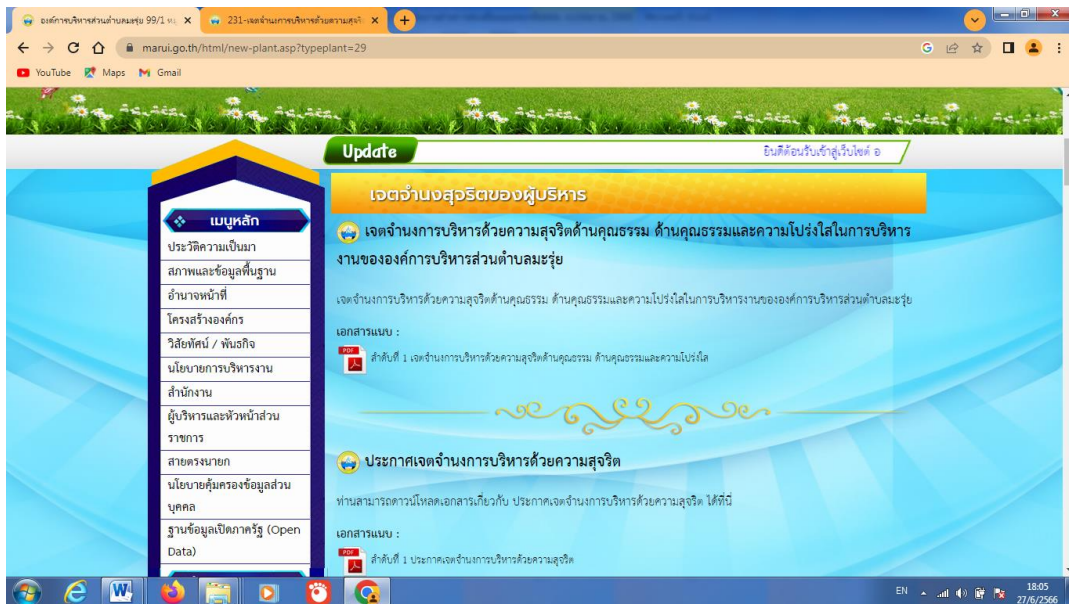 องค์การบริหารส่วนตำบลมะรุ่ย 99/1 หมู่
231-เจตจำนงการบริหารด้วยความสุจริ
marui.go.th/html/new-plant.asp?typeplant=29
YouTube Maps Gmail
Update
ยินดีต้อนรับเข้าสู่เว็บไซต์ อ
เจตจำนงสุจริตของผู้บริหาร
เมนูหลัก
ประวัติความเป็นมา
สภาพและข้อมูลพื้นฐาน
อำนาจหน้าที่
โครงสร้างองค์กร
วิสัยทัศน์ / พันธกิจ
นโยบายการบริหารงาน
สำนักงาน
ผู้บริหารและหัวหน้าส่วน
ราชการ
สายตรงนายก
นโยบายคุ้มครองข้อมูลส่วน
บุคคล
ฐานข้อมูลเปิดภาครัฐ (Open
Data)
เจตจำนงการบริหารด้วยความสุจริตด้านคุณธรรม ด้านคุณธรรมและความโปร่งใสในการบริหาร
งานขององค์การบริหารส่วนตำบลมะรุ่ย
เจตจำนงการบริหารด้วยความสุจริตด้านคุณธรรม ด้านคุณธรรมและความโปร่งใสในการบริหารงานขององค์การบริหารส่วนตำบลมะรุ่ย
เอกสารแนบ :
PDF
ลำดับที่ 1 เจตจำนงการบริหารด้วยความสุจริตด้านคุณธรรม ด้านคุณธรรมและความโปร่งใส
ประกาศเจตจำนงการบริหารด้วยความสุจริต
ท่านสามารถดาวน์โหลดเอกสารเกี่ยวกับ ประกาศเจตจำนงการบริหารด้วยความสุจริต ได้ที่นี่
เอกสารแนบ :
PDF
ลำดับที่ 1 ประกาศเจตจำนงการบริหารด้วยความสุจริต
EN
18:05
27/6/2566